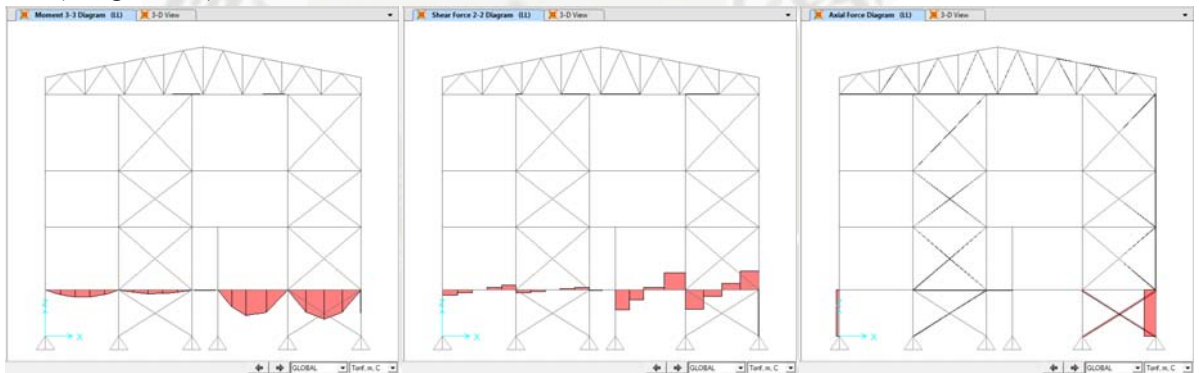 Moment 3-3 Diagram (LL)
3-D View
Shear Force 2-2 Diagram (LL)
3-D View
Axial Force Diagram (LL)
3-D View
Z
X
Z
X
Z
X
GLOBAL
Tonf, m, C
GLOBAL
Tonf, m, C
GLOBAL
Tonf, m, C